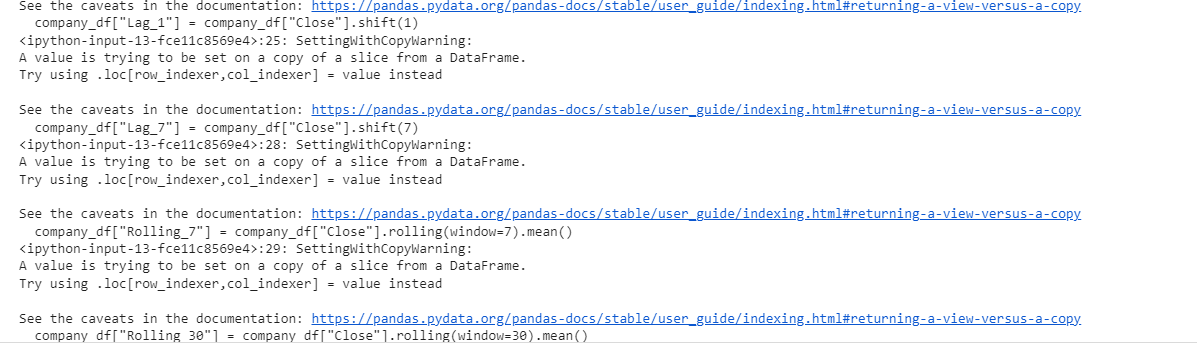 See the caveats in the documentation: https://pandas.pydata.org/pandas-docs/stable/user_guide/indexing.html#returning-a-view-versus-a-copy
  company_df["Lag_1"] = company_df["Close"].shift(1)
<ipython-input-13-fce11c8569e4>:25: SettingWithCopyWarning:
A value is trying to be set on a copy of a slice from a DataFrame.
Try using .loc[row_indexer,col_indexer] = value instead

See the caveats in the documentation: https://pandas.pydata.org/pandas-docs/stable/user_guide/indexing.html#returning-a-view-versus-a-copy
  company_df["Lag_7"] = company_df["Close"].shift(7)
<ipython-input-13-fce11c8569e4>:28: SettingWithCopyWarning:
A value is trying to be set on a copy of a slice from a DataFrame.
Try using .loc[row_indexer,col_indexer] = value instead

See the caveats in the documentation: https://pandas.pydata.org/pandas-docs/stable/user_guide/indexing.html#returning-a-view-versus-a-copy
  company_df["Rolling_7"] = company_df["Close"].rolling(window=7).mean()
<ipython-input-13-fce11c8569e4>:29: SettingWithCopyWarning:
A value is trying to be set on a copy of a slice from a DataFrame.
Try using .loc[row_indexer,col_indexer] = value instead

See the caveats in the documentation: https://pandas.pydata.org/pandas-docs/stable/user_guide/indexing.html#returning-a-view-versus-a-copy
  company_df["Rolling_30"] = company_df["Close"].rolling(window=30).mean()